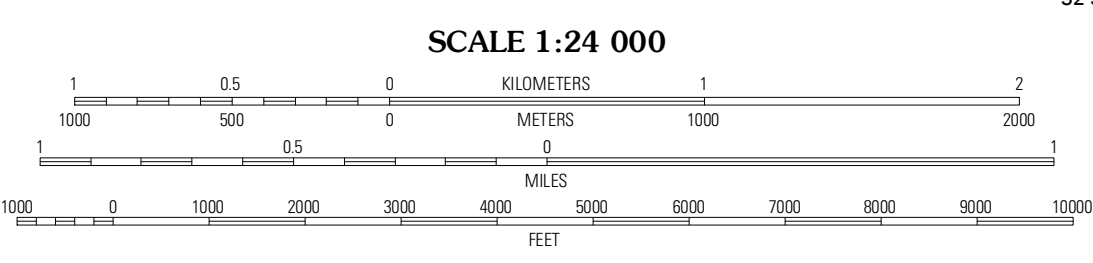 SCALE 1:24 000
1 0.5 0 KILOMETERS 1 2
1000 500 0 METERS 1000 2000
1 0.5 0 1
MILES
1000 0 1000 2000 3000 4000 5000 6000 7000 8000 9000 10000
FEET